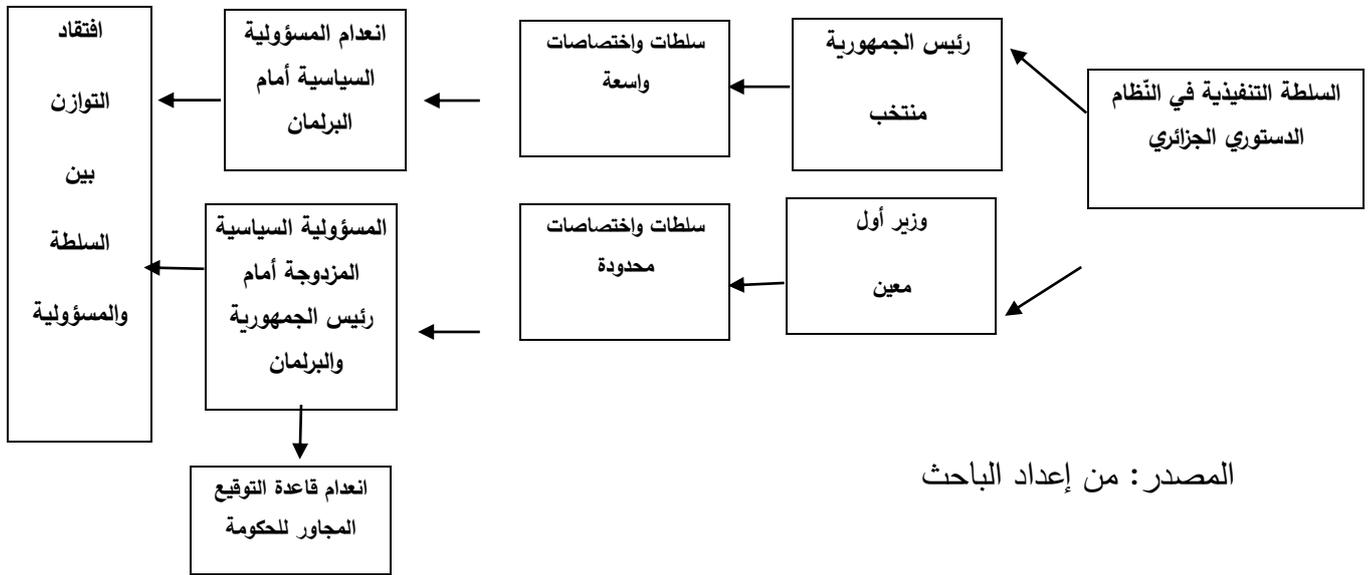 السلطة التنفيذية في النّظام
الدستوري الجزائري
رئيس الجمهورية
منتخب
سلطات واختصاصات
واسعة
انعدام المسؤولية
السياسية أمام
البرلمان
وزير أول
معين
سلطات واختصاصات
محدودة
المسؤولية السياسية
المزدوجة أمام
رئيس الجمهورية
والبرلمان
انعدام قاعدة التوقيع
المجاور للحكومة
افتقاد
التوازن
بين
السلطة
والمسؤولية
المصدر: من إعداد الباحث